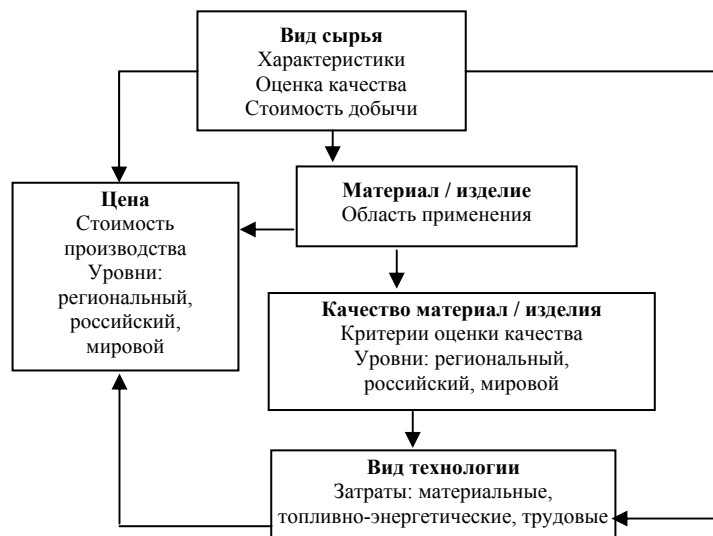 Вид сырья
Характеристики
Оценка качества
Стоимость добычи
Цена
Стоимость
производства
Уровни:
региональный,
российский,
мировой
Материал / изделие
Область применения
Качество материал / изделия
Критерии оценки качества
Уровни: региональный,
российский, мировой
Вид технологии
Затраты: материальные,
топливно-энергетические, трудовые